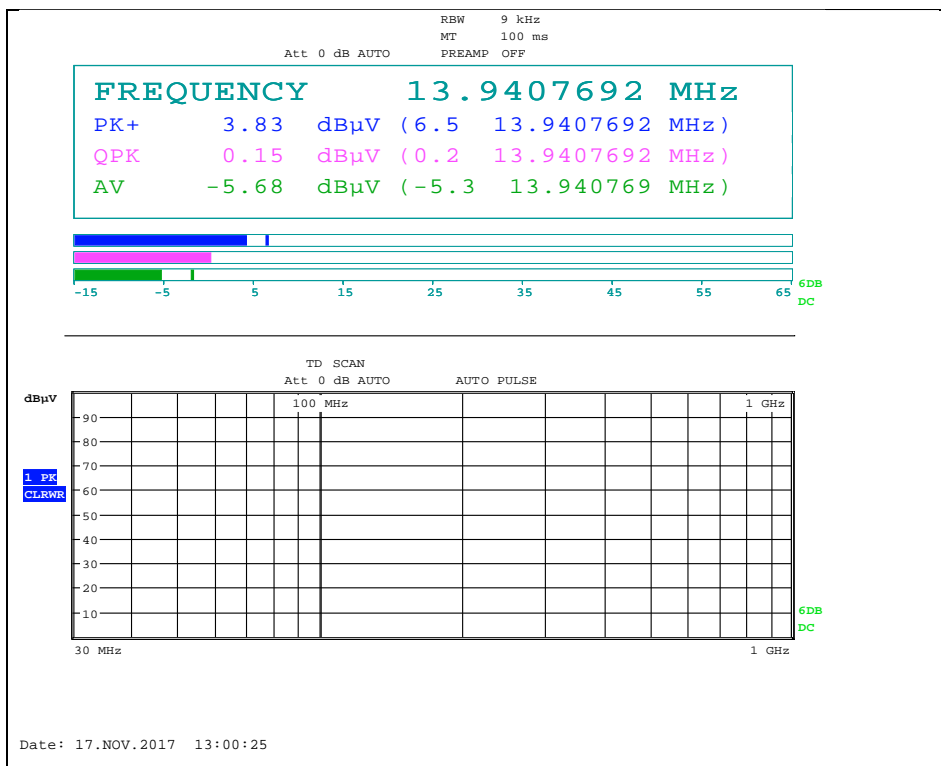 RBW 9 kHz
MT 100 ms
Att 0 dB AUTO PREAMP OFF
FREQUENCY 13.9407692 MHz
PK+ 3.83 dBµV (6.5 13.9407692 MHz)
QPK 0.15 dBµV (0.2 13.9407692 MHz)
AV -5.68 dBµV (-5.3 13.940769 MHz)
-15 -5 5 15 25 35 45 55 65
6DB
DC
TD SCAN
Att 0 dB AUTO AUTO PULSE
dBµV
100 MHz 1 GHz
90
80
70
1 PK
CLRWR
60
50
40
30
20
10
6DB
DC
30 MHz 1 GHz
Date: 17.NOV.2017 13:00:25